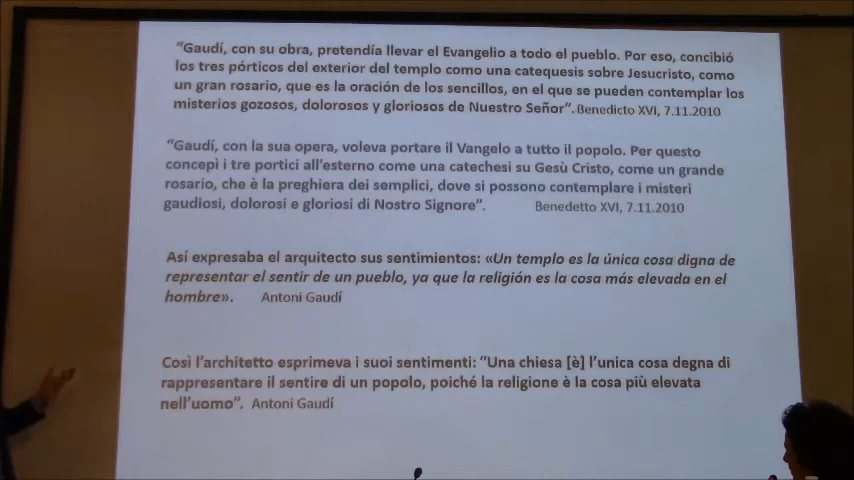 “Gaudí, con su obra, pretendía llevar el Evangelio a todo el pueblo. Por eso, concibió
los tres pórticos del exterior del templo como una catequesis sobre Jesucristo, como
un gran rosario, que es la oración de los sencillos, en el que se pueden contemplar los
misterios gozosos, dolorosos y gloriosos de Nuestro Señor”. Benedicto XVI, 7.11.2010
“Gaudí, con la sua opera, voleva portare il Vangelo a tutto il popolo. Per questo
concepì i tre portici all’esterno come una catechesi su Gesù Cristo, come un grande
rosario, che è la preghiera dei semplici, dove si possono contemplare i misteri
gaudiosi, dolorosi e gloriosi di Nostro Signore”. Benedetto XVI, 7.11.2010
Así expresaba el arquitecto sus sentimientos: «Un templo es la única cosa digna de
representar el sentir de un pueblo, ya que la religión es la cosa más elevada en el
hombre». Antoni Gaudí
Così l’architetto esprimeva i suoi sentimenti: “Una chiesa [è] l’unica cosa degna di
rappresentare il sentire di un popolo, poiché la religione è la cosa più elevata
nell’uomo”. Antoni Gaudí